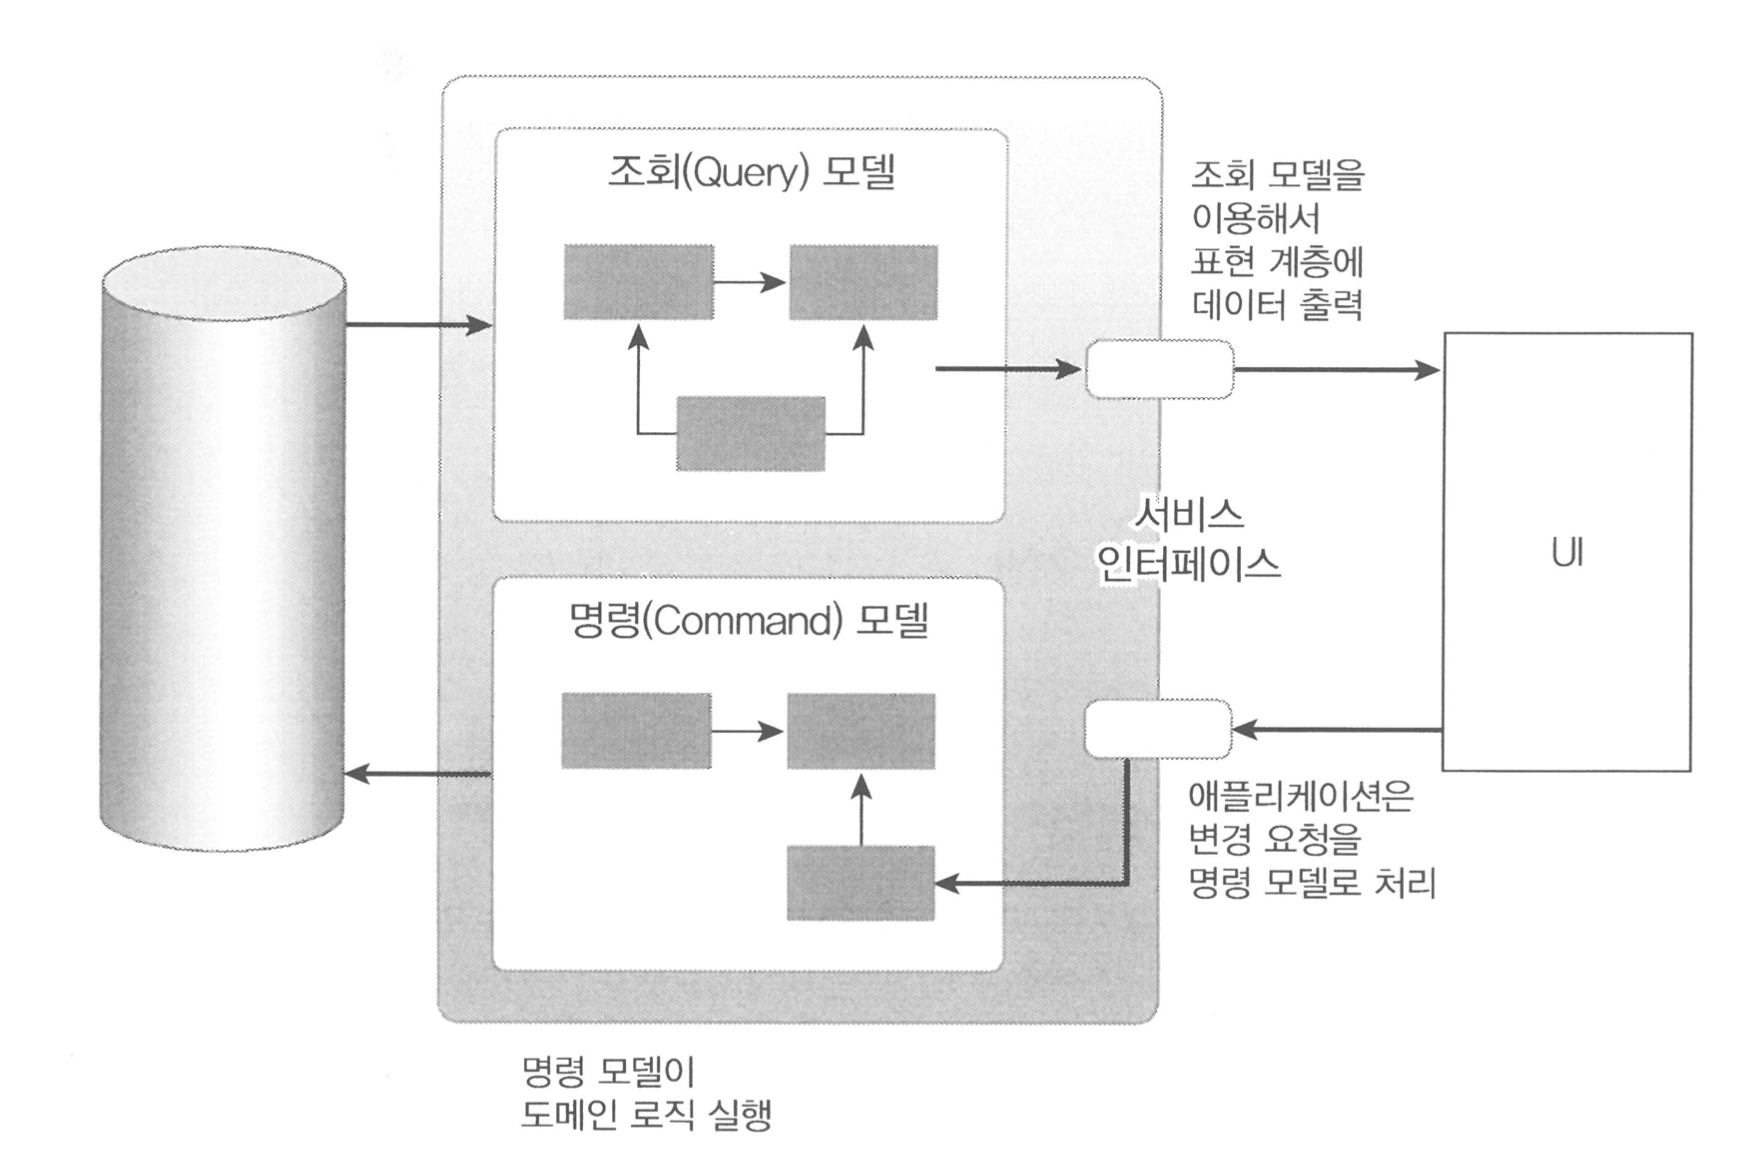 조회(Query) 모델
조회 모델을
이용해서
표현 계층에
데이터 출력
서비스
인터페이스
UI
명령(Command) 모델
애플리케이션은
변경 요청을
명령 모델로 처리
명령 모델이
도메인 로직 실행